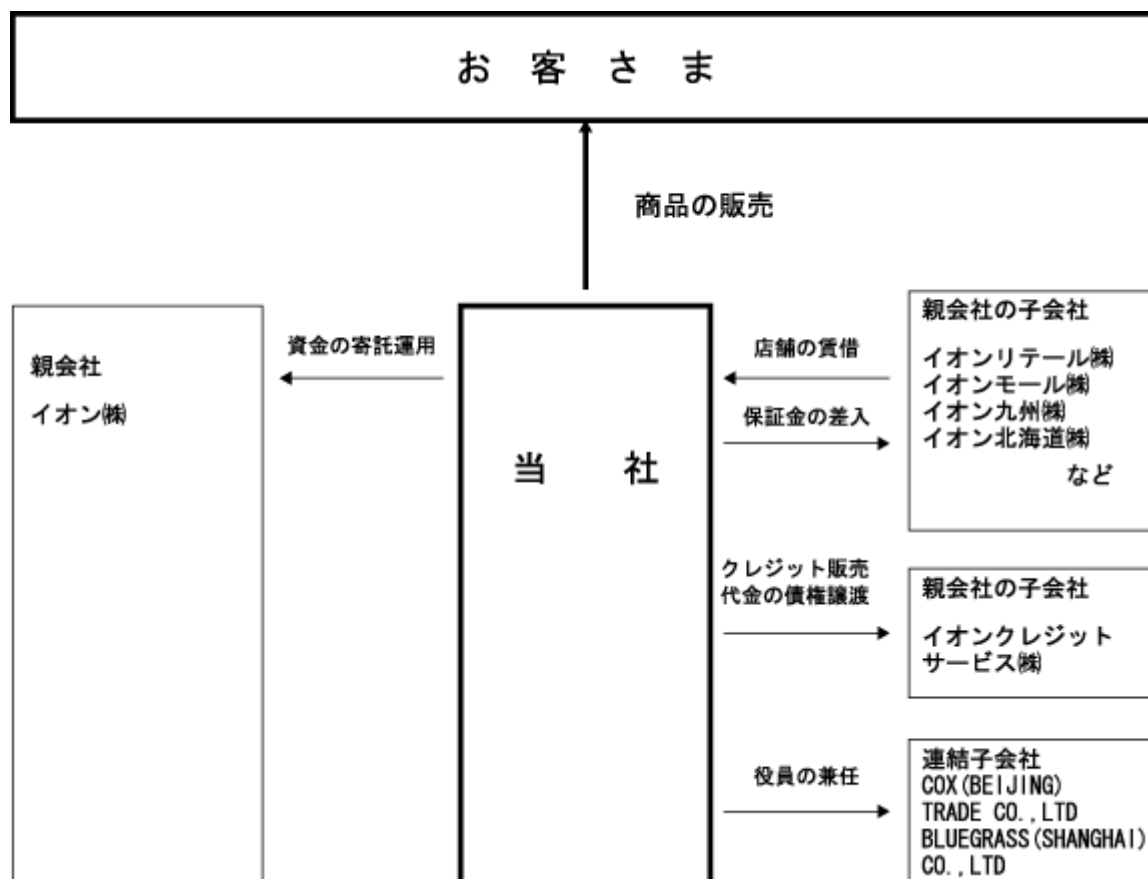 お 客 さ ま
商品の販売
親会社
イオン㈱
資金の寄託運用
当 社
店舗の賃借
保証金の差入
親会社の子会社
イオンリテール㈱
イオンモール㈱
イオン九州㈱
イオン北海道㈱
など
クレジット販売
代金の債権譲渡
親会社の子会社
イオンクレジット
サービス㈱
役員の兼任
連結子会社
COX(BEIJING)
TRADE CO.,LTD
BLUEGRASS(SHANGHAI)
CO.,LTD